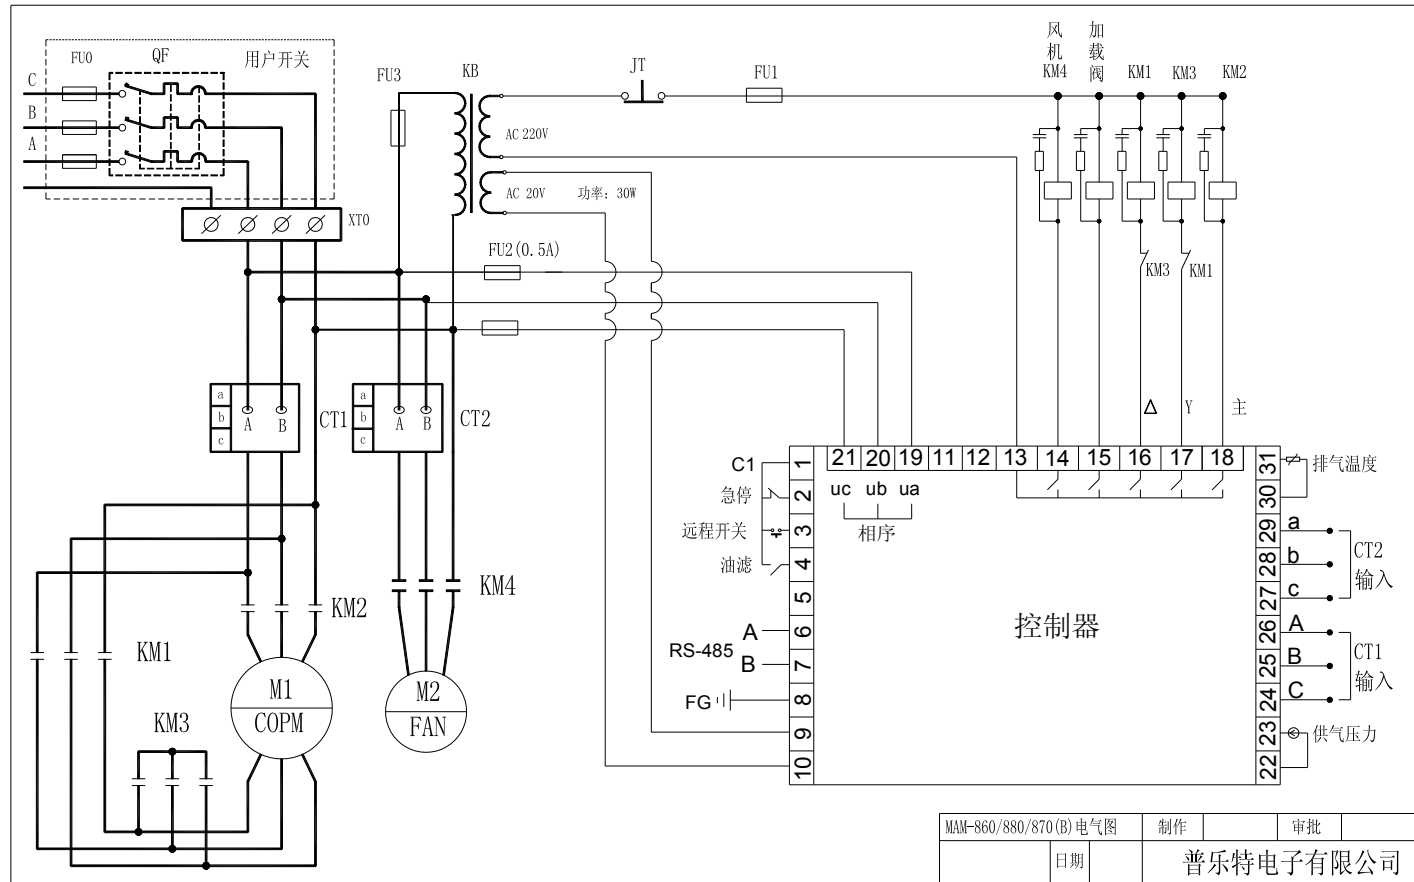 FU0
QF
用户开关
C
B
A
XT0
FU3
KB
AC 220V
AC 20V
功率：30W
JT
FU1
风机
KM4
加载阀
KM1
KM3
KM2
FU2(0.5A)
KM3
KM1
Δ
Y
主
a
b
c
A
B
CT1
a
b
c
A
B
CT2
KM2
KM4
KM1
KM3
M1
COPM
M2
FAN
C1
急停
远程开关
油滤
A
RS-485
B
FG
1
2
3
4
5
6
7
8
9
10
21
20
19
11
12
13
14
15
16
17
18
uc
ub
ua
相序
控制器
31
30
29
28
27
26
25
24
23
22
排气温度
a
b
c
CT2
输入
A
B
C
CT1
输入
供气压力
MAM-860/880/870(B)电气图
制作
审批
日期
普乐特电子有限公司